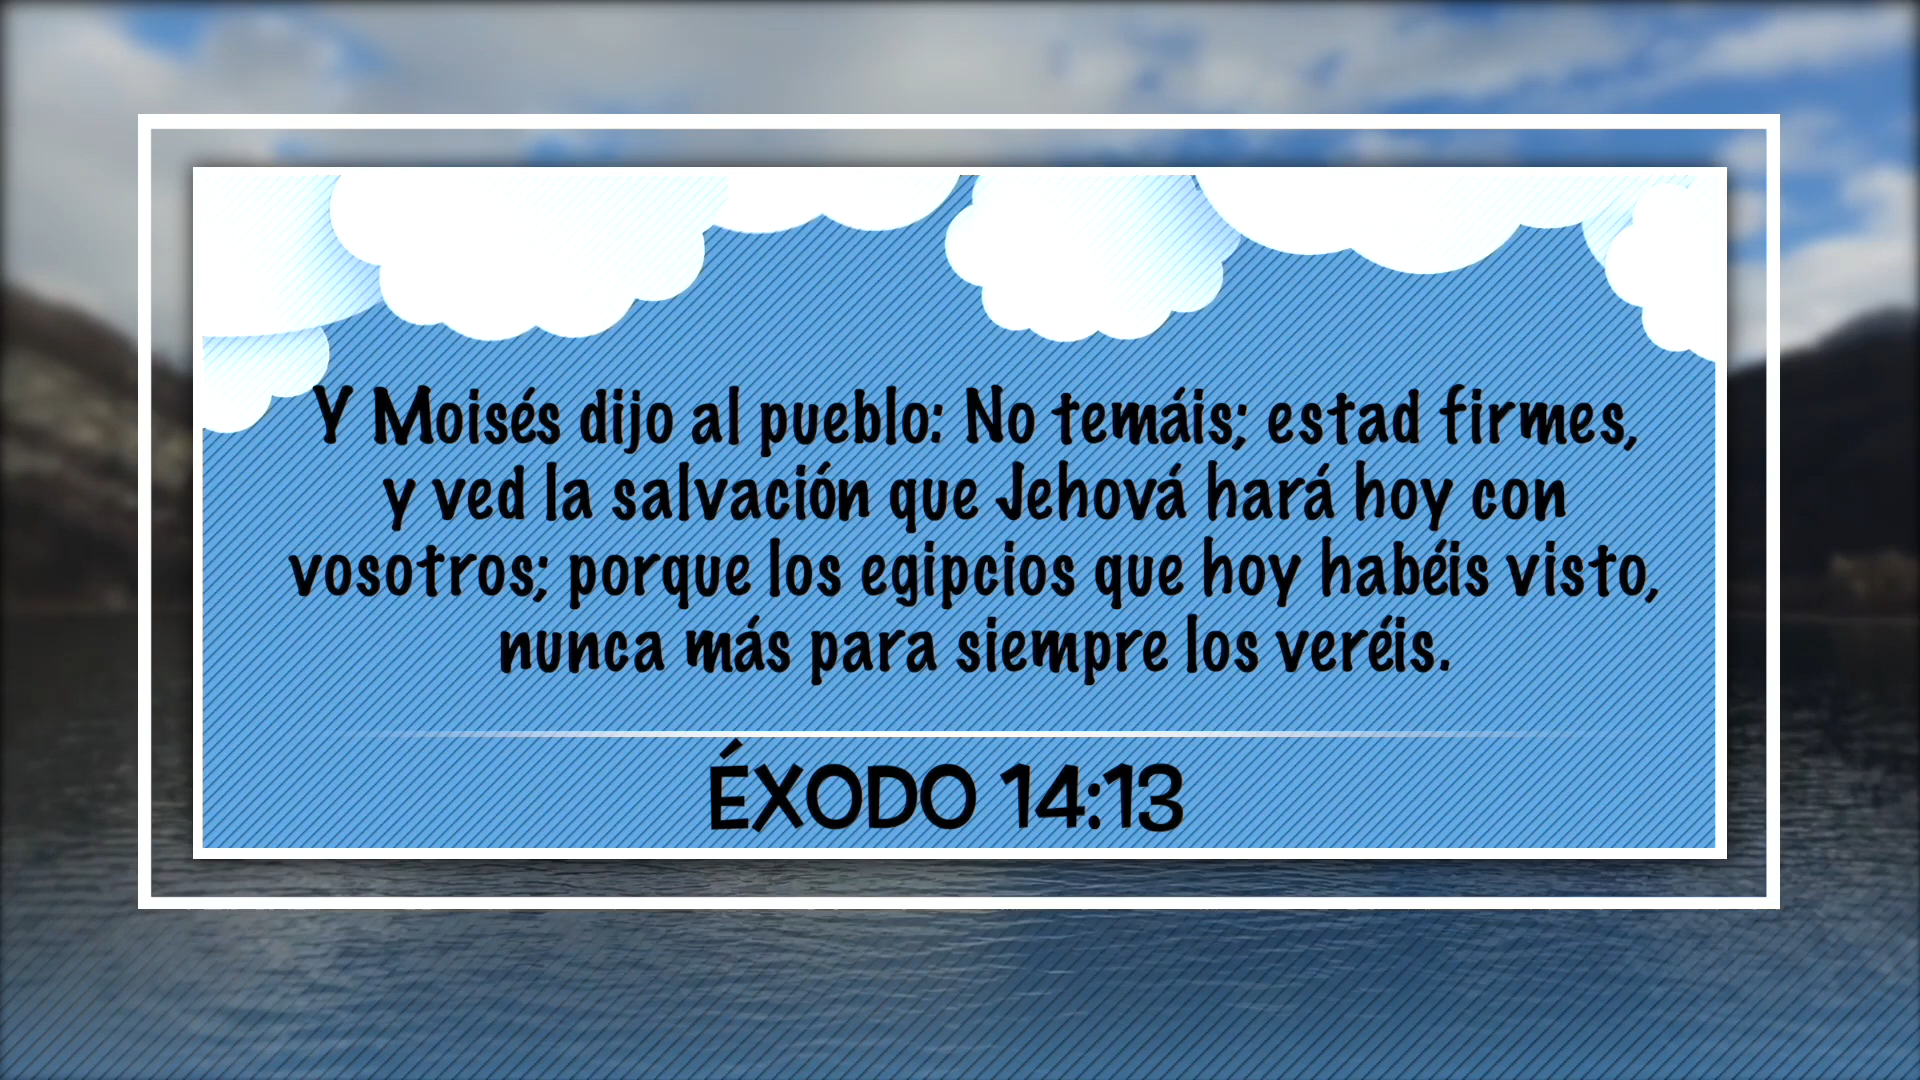 Y Moisés dijo al pueblo: No temáis; estad firmes,
y ved la salvación que Jehová hará hoy con
vosotros; porque los egipcios que hoy habéis visto,
nunca más para siempre los veréis.
ÉXODO 14:13